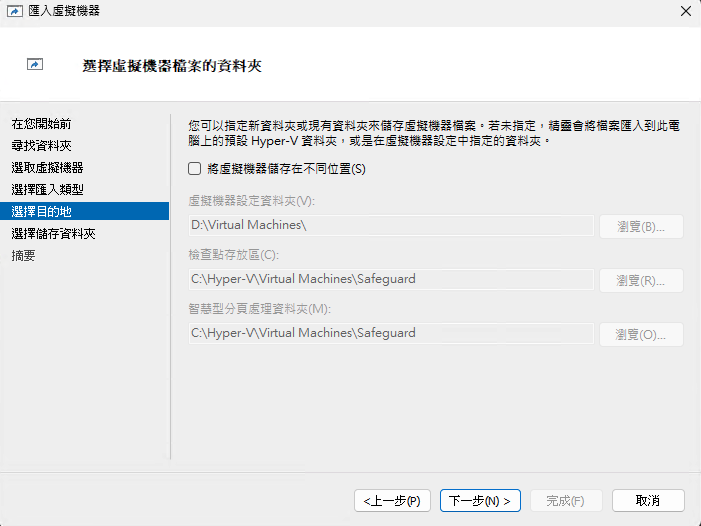 匯入虛擬機器
選擇虛擬機器檔案的資料夾
在您開始前
尋找資料夾
選取虛擬機器
選擇匯入類型
選擇目的地
選擇儲存資料夾
摘要
您可以指定新資料夾或現有資料夾來儲存虛擬機器檔案。若未指定，精靈會將檔案匯入到此電
腦上的預設 Hyper-V 資料夾，或是在虛擬機器設定中指定的資料夾。
將虛擬機器儲存在不同位置(S)
虛擬機器設定資料夾(V):
D:\Virtual Machines\
瀏覽(B)...
檢查點存放區(C):
C:\Hyper-V\Virtual Machines\Safeguard
瀏覽(R)...
智慧型分頁處理資料夾(M):
C:\Hyper-V\Virtual Machines\Safeguard
瀏覽(O)...
<上一步(P)
下一步(N) >
完成(F)
取消